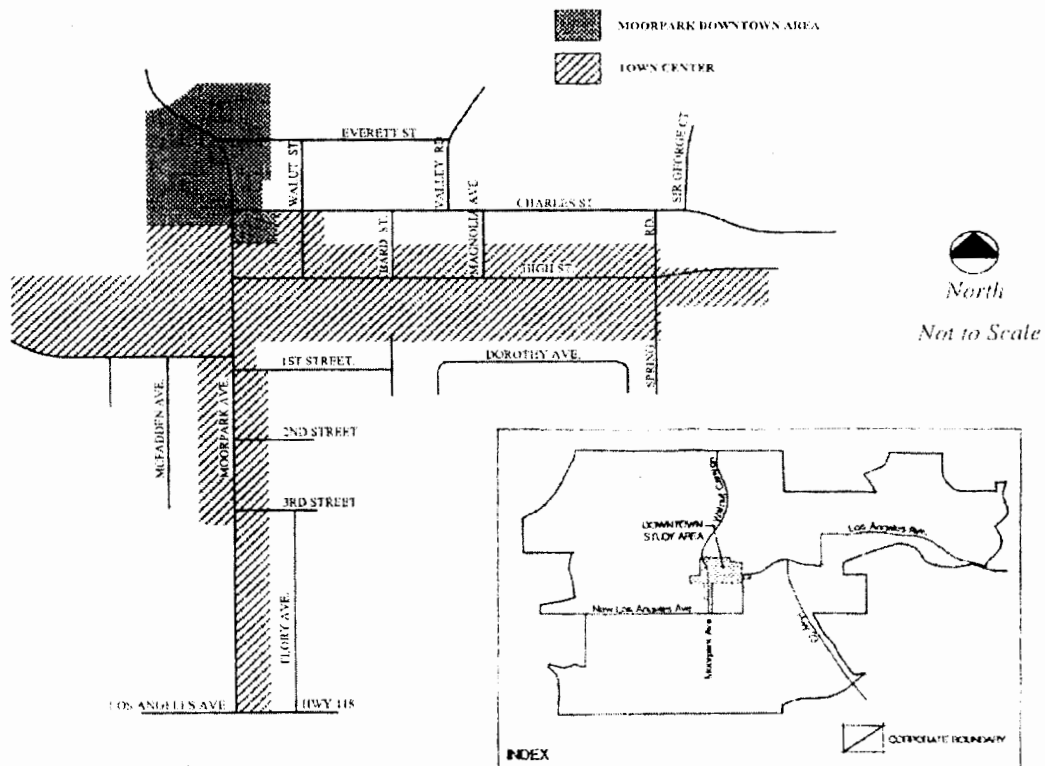 MOORPARK DOWNTOWN AREA
TOWN CENTER
EVERETT ST
WALUT ST.
VALLEY RD.
SIR GEORGE CT
CHARLES ST.
BARD ST.
MAGNOLIA AVE
RD.
HIGH ST.
North
Not to Scale
1ST STREET.
DOROTHY AVE.
SPRING
MCFADDEN AVE.
MOORPARK AVE.
2ND STREET
3RD STREET
FLORY AVE.
LOS ANGELES AVE
HWY 118
Walnut Canyon
DOWNTOWN
STUDY AREA
Los Angeles Ave.
New Los Angeles Ave
Moorpark Ave
INDEX
CORPORATE BOUNDARY